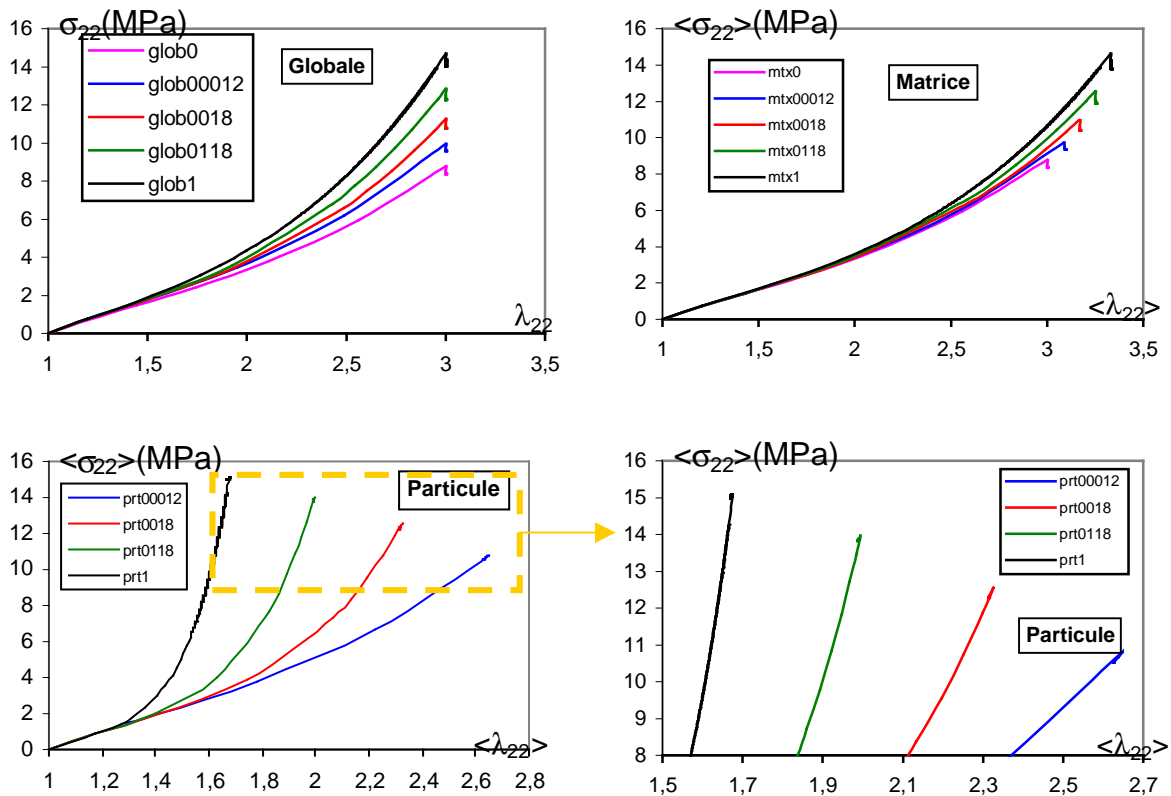 σ22(MPa)
16
14
12
10
8
6
4
2
0
glob0
glob00012
glob0018
glob0118
glob1
Globale
λ22
1
1,5
2
2,5
3
3,5
<σ22>(MPa)
16
14
12
10
8
6
4
2
0
mtx0
mtx00012
mtx0018
mtx0118
mtx1
Matrice
<λ22>
1
1,5
2
2,5
3
3,5
<σ22>(MPa)
16
14
12
10
8
6
4
2
0
prt00012
prt0018
prt0118
prt1
Particule
<λ22>
1
1,2
1,4
1,6
1,8
2
2,2
2,4
2,6
2,8
<σ22>(MPa)
16
15
14
13
12
11
10
9
8
prt00012
prt0018
prt0118
prt1
Particule
<λ22>
1,5
1,7
1,9
2,1
2,3
2,5
2,7